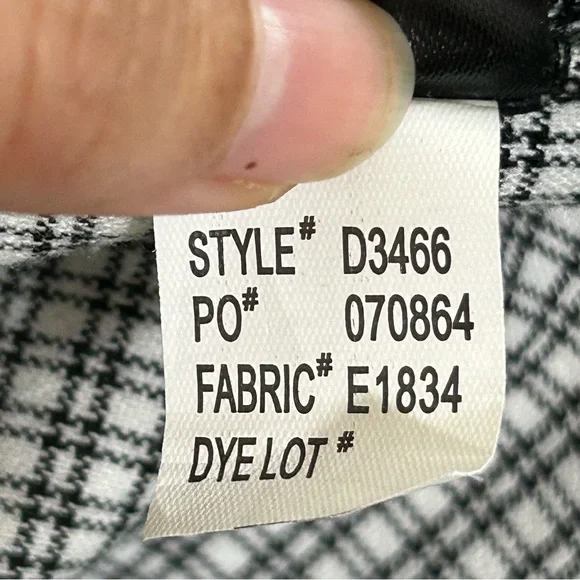 STYLE# D3466
PO# 070864
FABRIC# E1834
DYE LOT #